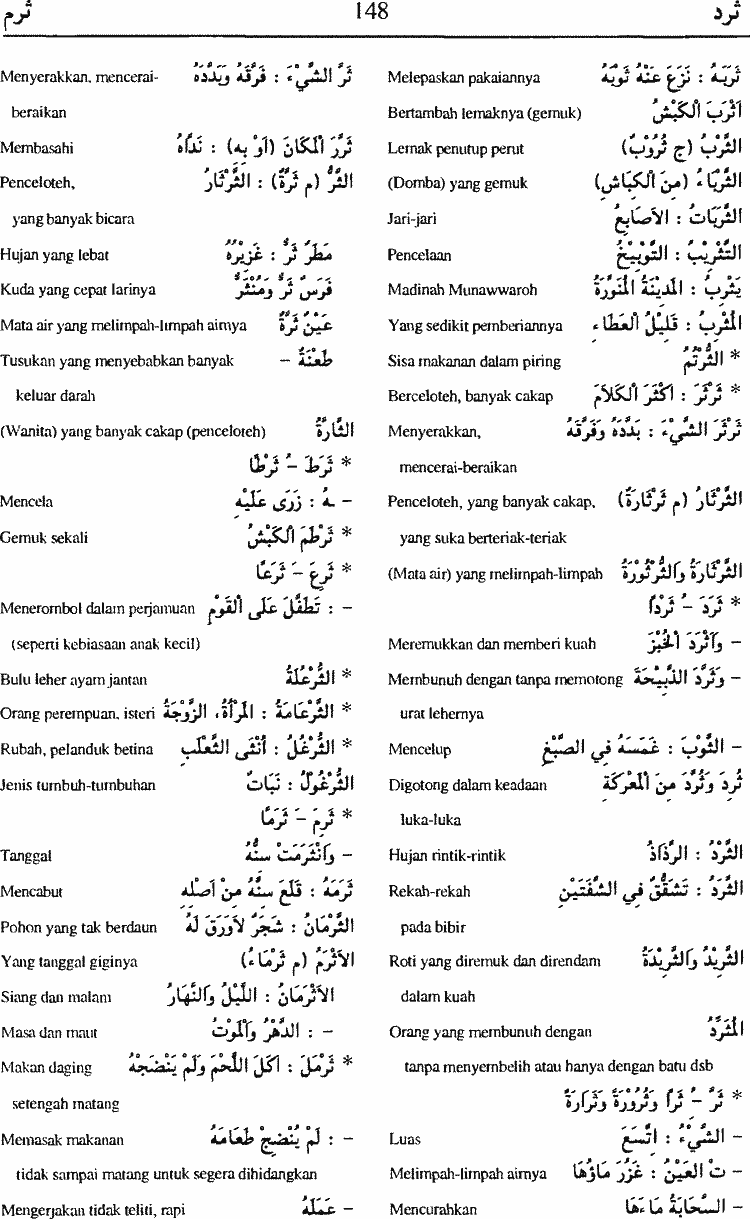 ثرد 148 ثرم
ثَرَبَهُ : نَزَعَ عَنْهُ ثَوْبَهُ Melepaskan pakaiannya
اَثْرَبَ الْكَبْشُ Bertambah lemaknya (gemuk)
الثَّرْبُ (ج ثُرُوْبٌ) Lemak penutup perut
الثَّرْبَاءُ (مِنَ الْكِبَاشِ) (Domba) yang gemuk
الثَّرَبَاتُ : الاَصَابِعُ Jari-jari
التَّثْرِيْبُ : التَّوْبِيْخُ Pencelaan
يَثْرِبُ : الْمَدِيْنَةُ الْمُنَوَّرَةُ Madinah Munawwaroh
الْمُثْرِبُ : قَلِيْلُ الْعَطَاءِ Yang sedikit pemberiannya
* الثُّرْتُمُ Sisa makanan dalam piring
* ثَرْثَرَ : اَكْثَرَ الْكَلاَمَ Berceloteh, banyak cakap
ثَرْثَرَ الشَّيْءَ : بَدَّدَهُ وَفَرَّقَهُ Menyerakkan,
mencerai-beraikan
الثَّرْثَارُ (م ثَرْثَارَةٌ) Penceloteh, yang banyak cakap,
yang suka berteriak-teriak
الثَّرْثَارَةُ وَالثُّرْثُوْرَةُ (Mata air) yang melimpah-limpah
* ثَرَدَ – ثَرْدًا
– وَاَثْرَدَ الْخُبْزَ Meremukkan dan memberi kuah
– وَثَرَّدَ الذَّبِيْحَةَ Membunuh dengan tanpa memotong
urat lehernya
– الثَّوْبَ : غَمَسَهُ فِي الصِّبْغِ Mencelup
ثُرِدَ وَثُرِّدَ مِنَ الْمَعْرَكَةِ Digotong dalam keadaan
luka-luka
الثَّرْدُ : الرَّذَاذُ Hujan rintik-rintik
الثَّرَدُ : تَشَقُّقٌ فِي الشَّفَتَيْنِ Rekah-rekah
pada bibir
الثَّرِيْدُ وَالثَّرِيْدَةُ Roti yang diremuk dan direndam
dalam kuah
الْمُثَرِّدُ Orang yang membunuh dengan
tanpa menyembelih atau hanya dengan batu dsb
* ثَرَّ – ثَرًّا وَثُرُوْرَةً وَثَرَارَةً
– الشَّيْءُ : اتَّسَعَ Luas
– تْ الْعَيْنُ : غَزُرَ مَاؤُهَا Melimpah-limpah airnya
– السَّحَابَةُ مَاءَهَا Mencurahkan
ثَرَّ الشَّيْءَ : فَرَّقَهُ وَبَدَّدَهُ Menyerakkan, mencerai-
beraikan
ثَرَّرَ الْمَكَانَ (اَوْ بِهِ) : نَدَّاهُ Membasahi
الثَّرُّ (م ثَرَّةٌ) : الثَّرْثَارُ Penceloteh,
yang banyak bicara
مَطَرٌ ثَرٌّ : غَزِيْرٌ Hujan yang lebat
فَرَسٌ ثَرٌّ وَمُنْثَرٌّ Kuda yang cepat larinya
عَيْنٌ ثَرَّةٌ Mata air yang melimpah-limpah airnya
طَعْنَةٌ – Tusukan yang menyebabkan banyak
keluar darah
الثَّارَّةُ (Wanita) yang banyak cakap (penceloteh)
* ثَرَطَ – ثَرْطًا
– ـهُ : زَرَى عَلَيْهِ Mencela
* ثَرْطَمَ الْكَبْشُ Gemuk sekali
* ثَرِعَ – ثَرَعًا
– : تَطَفَّلَ عَلَى الْقَوْمِ Menerombol dalam perjamuan
(seperti kebiasaan anak kecil)
* الثُّرْعُلَةُ Bulu leher ayam jantan
* الثِّرْعَامَةُ : الْمَرْأَةُ، الزَّوْجَةُ Orang perempuan, isteri
* الثُّرْغُلُ : اُنْثَى الثَّعْلَبِ Rubah, pelanduk betina
الثُّرْغُوْلُ : نَبَاتٌ Jenis tumbuh-tumbuhan
* ثَرِمَ – ثَرَمًا
– وَانْثَرَمَتْ سِنُّهُ Tanggal
ثَرَمَهُ : قَلَعَ سِنَّهُ مِنْ اَصْلِهِ Mencabut
الثَّرْمَانُ : شَجَرٌ لاَوَرَقَ لَهُ Pohon yang tak berdaun
الاَثْرَمُ (م ثَرْمَاءُ) Yang tanggal giginya
الاَثْرَمَانُ : اللَّيْلُ وَالنَّهَارُ Siang dan malam
– : الدَّهْرُ وَالْمَوْتُ Masa dan maut
* ثَرْمَلَ : اَكَلَ اللَّحْمَ وَلَمْ يَنْضَجْهُ Makan daging
setengah matang
– : لَمْ يُنْضِجْ طَعَامَهُ Memasak makanan
tidak sampai matang untuk segera dihidangkan
– عَمَلَهُ Mengerjakan tidak teliti, rapi